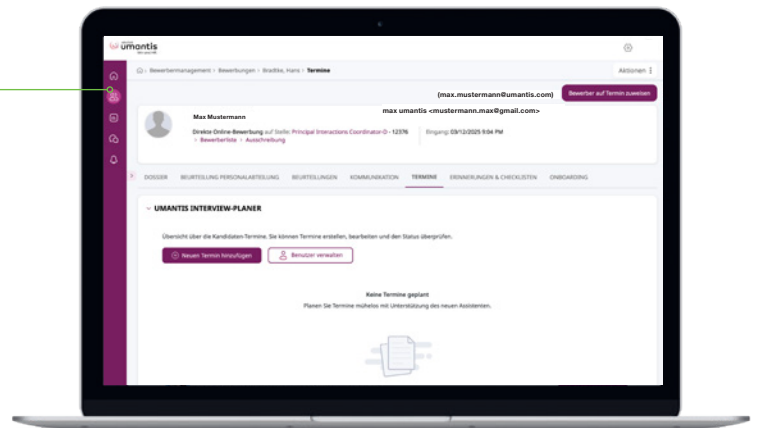 umantis
Bewerbermanagement > Bewerbungen > Bradtke, Hans > Termine
Aktionen
(max.mustermann@umantis.com)
Bewerber auf Termin zuweisen
max umantis <mustermann.max@gmail.com>
Max Mustermann
Direkte Online-Bewerbung auf Stelle: Principal Interactions Coordinator-D - 12376
Eingang: 03/12/2025 9:04 PM
> Bewerberliste > Ausschreibung
DOSSIER BEURTEILUNG PERSONALABTEILUNG BEURTEILUNGEN KOMMUNIKATION TERMINE ERINNERUNGEN & CHECKLISTEN ONBOARDING
UMANTIS INTERVIEW-PLANER
Übersicht über die Kandidaten-Termine. Sie können Termine erstellen, bearbeiten und den Status überprüfen.
Neuen Termin hinzufügen
Benutzer verwalten
Keine Termine geplant
Planen Sie Termine mühelos mit Unterstützung des neuen Assistenten.